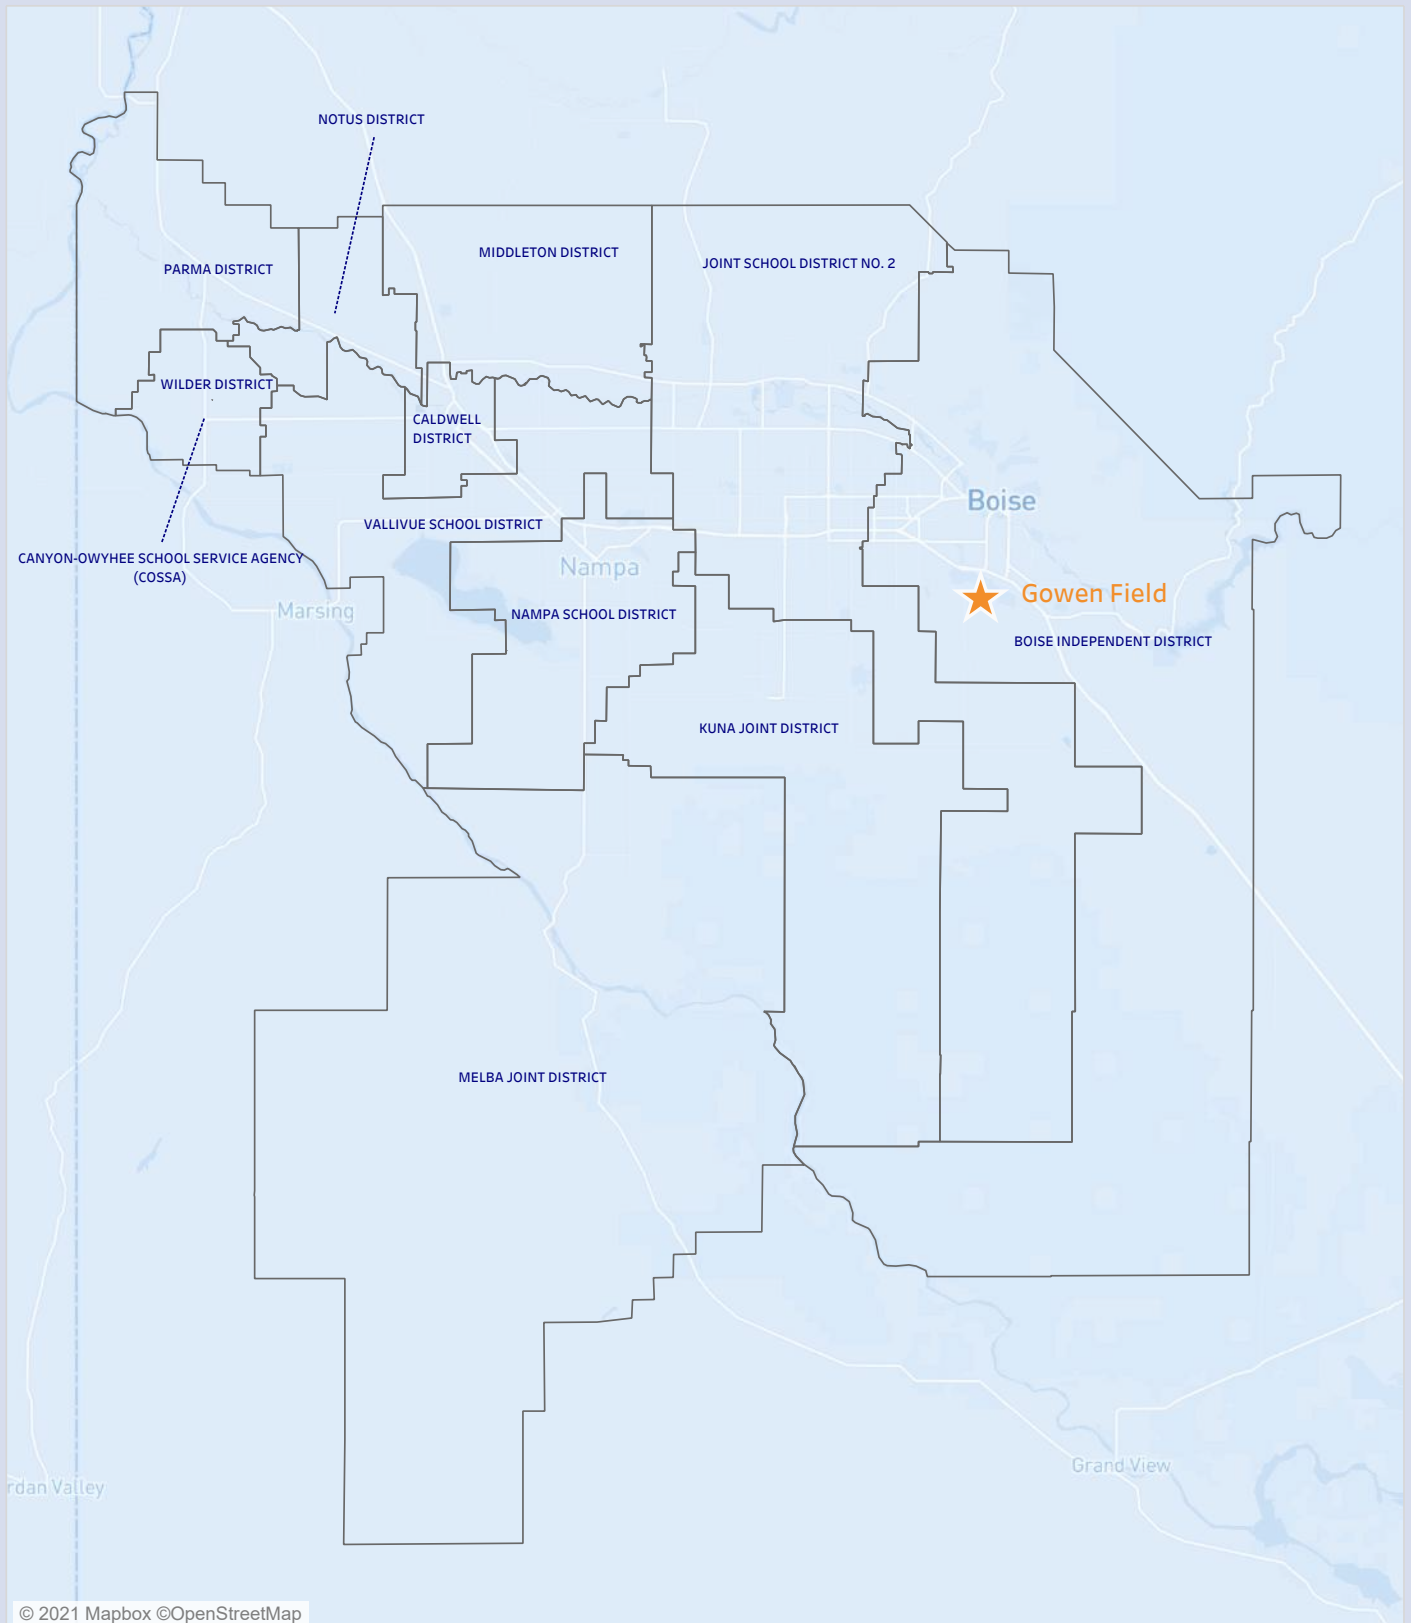 NOTUS DISTRICT
MIDDLETON DISTRICT
JOINT SCHOOL DISTRICT NO. 2
PARMA DISTRICT
WILDER DISTRICT
CALDWELL
DISTRICT
Boise
VALLIVUE SCHOOL DISTRICT
CANYON-OWYHEE SCHOOL SERVICE AGENCY
(COSSA)
Nampa
Gowen Field
Marsing
NAMPA SCHOOL DISTRICT
BOISE INDEPENDENT DISTRICT
KUNA JOINT DISTRICT
MELBA JOINT DISTRICT
Grand View
rdan Valley
© 2021 Mapbox ©OpenStreetMap